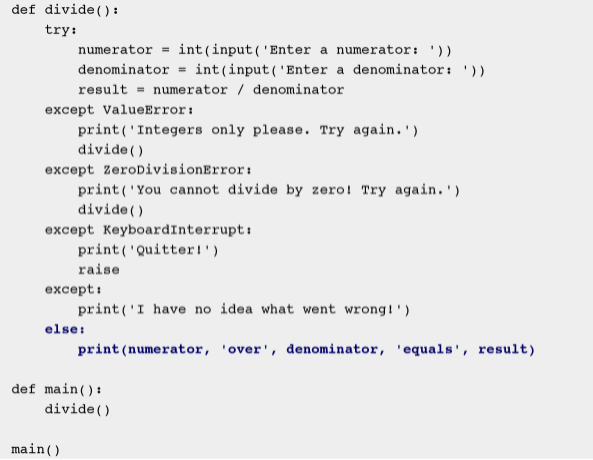 def divide():
    try:
        numerator = int(input('Enter a numerator: '))
        denominator = int(input('Enter a denominator: '))
        result = numerator / denominator
    except ValueError:
        print('Integers only please. Try again.')
        divide()
    except ZeroDivisionError:
        print('You cannot divide by zero! Try again.')
        divide()
    except KeyboardInterrupt:
        print('Quitter!')
        raise
    except:
        print('I have no idea what went wrong!')
    else:
        print(numerator, 'over', denominator, 'equals', result)

def main():
    divide()

main()